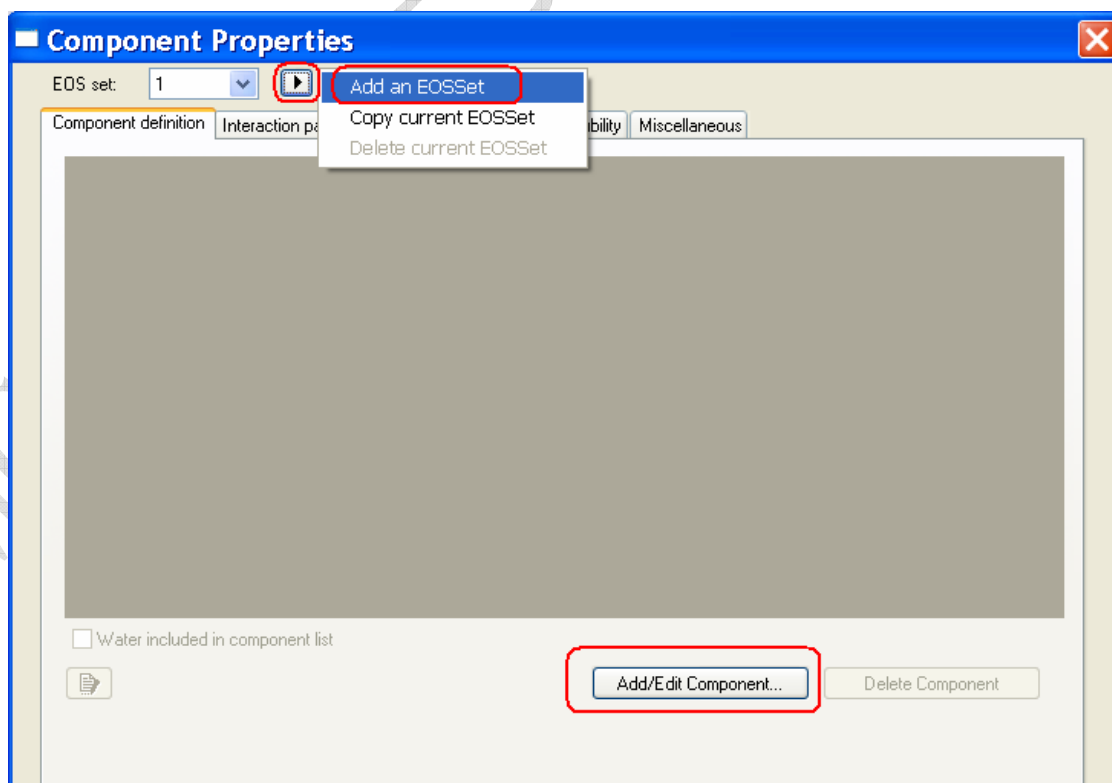 Component Properties
EOS set: 1
Add an EOSSet
Component definition Interaction pa
Copy current EOSSet
bility Miscellaneous
Delete current EOSSet
Water included in component list
Add/Edit Component... Delete Component